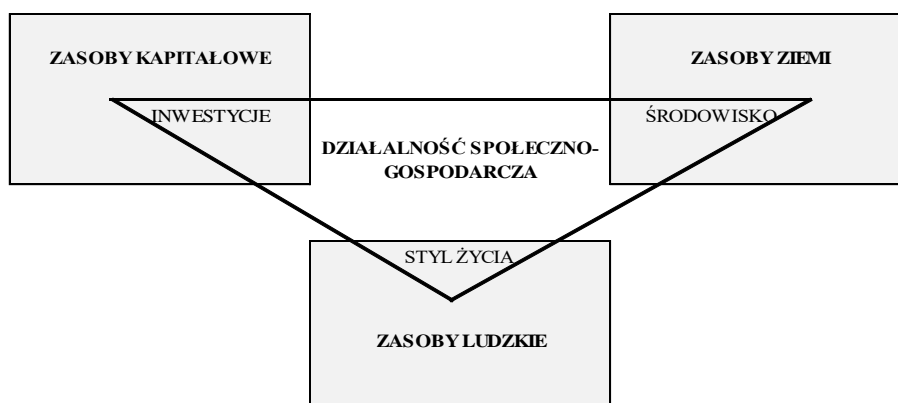 ZASOBY KAPITAŁOWE
ZASOBY ZIEMI
INWESTYCJE
ŚRODOWISKO
DZIAŁALNOŚĆ SPOŁECZNO-
GOSPODARCZA
STYL ŻYCIA
ZASOBY LUDZKIE